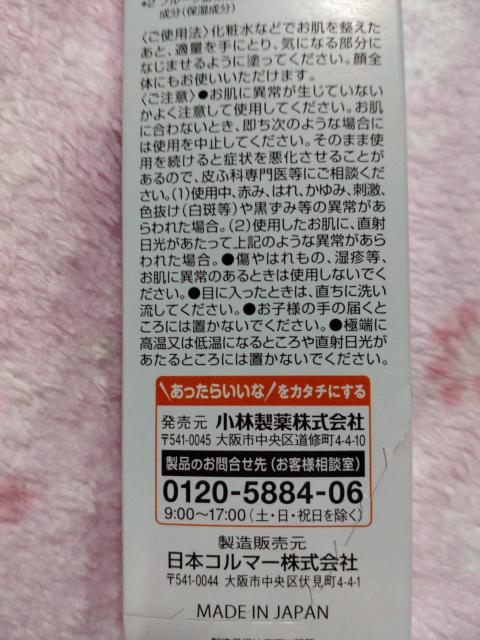 成分(保湿成分)
〈ご使用法〉化粧水などでお肌を整えた
あと、適量を手にとり、気になる部分に
なじませるように塗ってください。顔全
体にもお使いいただけます。
〈ご注意〉●お肌に異常が生じていない
かよく注意して使用してください。お肌
に合わないとき、即ち次のような場合に
は使用を中止してください。そのまま使
用を続けると症状を悪化させることが
あるので、皮ふ科専門医等にご相談くだ
さい。(1)使用中、赤み、はれ、かゆみ、刺激、
色抜け(白斑等)や黒ずみ等の異常があ
らわれた場合。(2)使用したお肌に、直射
日光があたって上記のような異常があら
われた場合。●傷やはれもの、湿疹等、
お肌に異常のあるときは使用しないでく
ださい。●目に入ったときは、直ちに洗い
流してください。●お子様の手の届くと
ころには置かないでください。●極端に
高温又は低温になるところや直射日光が
あたるところには置かないでください。
\あったらいいな/をカタチにする
発売元 小林製薬株式会社
〒541-0045 大阪市中央区道修町4-4-10
製品のお問合せ先(お客様相談室)
0120-5884-06
9:00〜17:00(土・日・祝日を除く)
製造販売元
日本コルマー株式会社
〒541-0044 大阪市中央区伏見町4-4-1
MADE IN JAPAN